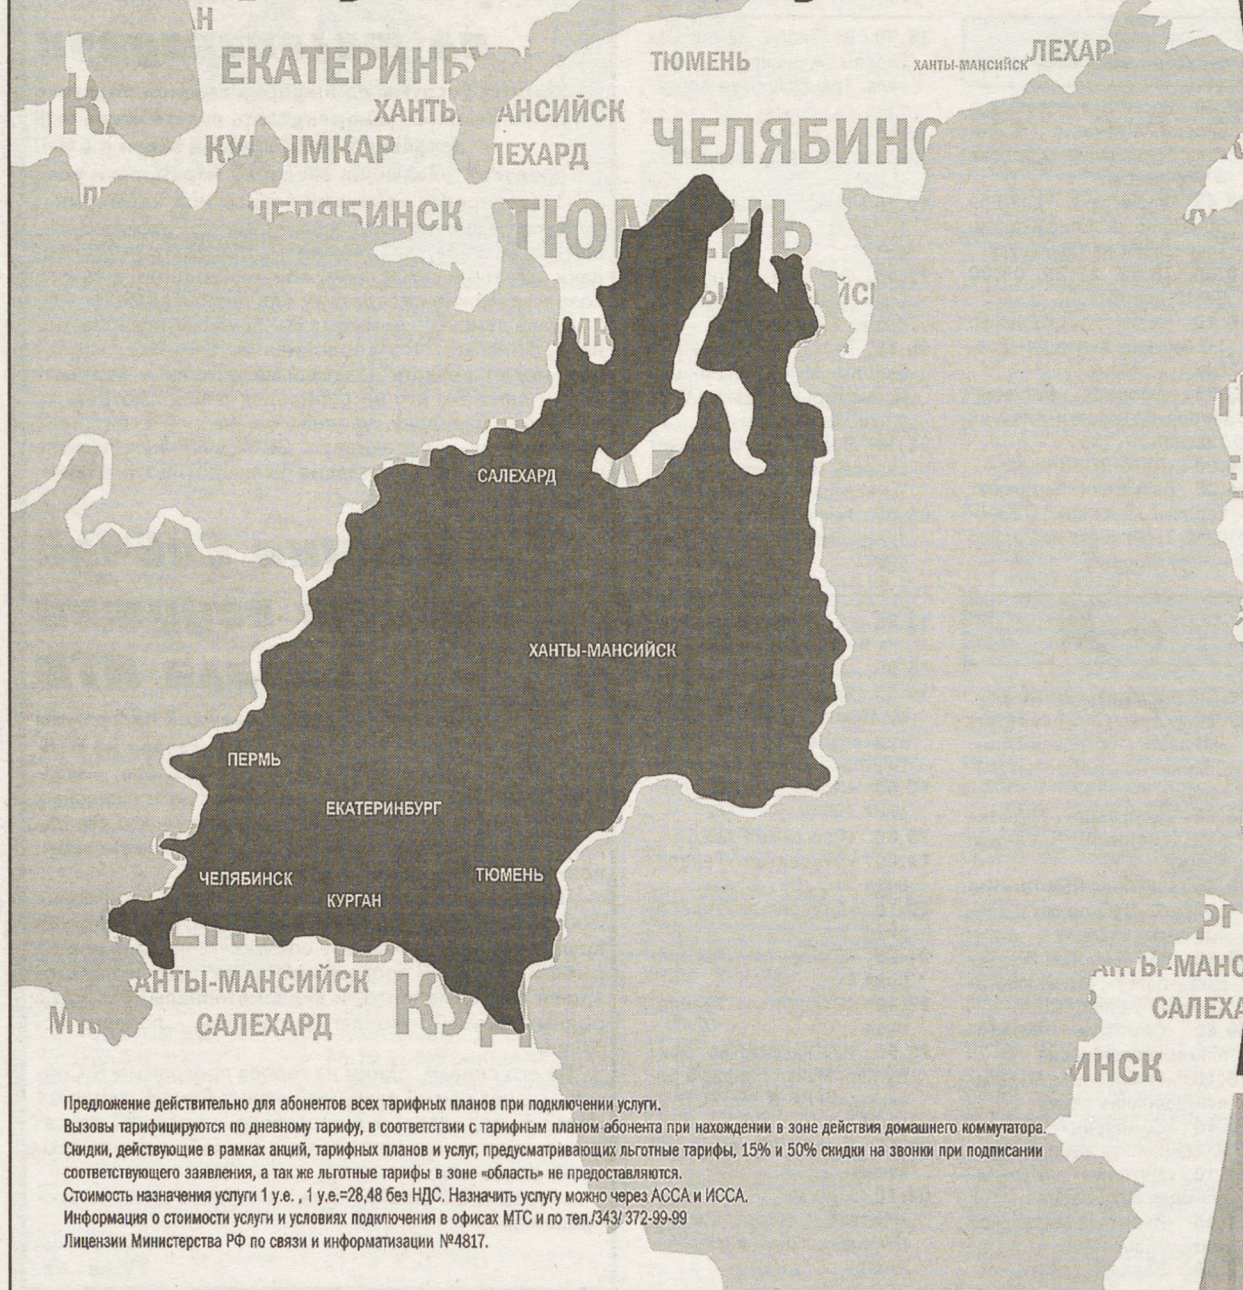 ЕКАТЕРИНБУ
ТЮМЕНЬ
ХАНТЫ-МАНСИЙСК
ЛЕХАР
ХАНТЫ-МАНСИЙСК
ЧЕЛЯБИНС
КУДЫМКАР
ЛЕХАРД
ЧЕЛЯБИНСК
ТЮМЕНЬ
САЛЕХАРД
ХАНТЫ-МАНСИЙСК
ПЕРМЬ
ЕКАТЕРИНБУРГ
ЧЕЛЯБИНСК
ТЮМЕНЬ
КУРГАН
АНТЫ-МАНСИЙСК
АНТЫ-МАНС
КУД
САЛЕХА
САЛЕХАРД
ИНСК
Предложение действительно для абонентов всех тарифных планов при подключении услуги.
Вызовы тарифицируются по дневному тарифу, в соответствии с тарифным планом абонента при нахождении в зоне действия домашнего коммутатора.
Скидки, действующие в рамках акций, тарифных планов и услуг, предусматривающих льготные тарифы, 15% и 50% скидки на звонки при подписании
соответствующего заявления, а так же льготные тарифы в зоне «область» не предоставляются.
Стоимость назначения услуги 1 у.е. , 1 у.е.=28,48 без НДС. Назначить услугу можно через АССА и ИССА.
Информация о стоимости услуги и условиях подключения в офисах МТС и по тел./343/ 372-99-99
Лицензии Министерства РФ по связи и информатизации №4817.